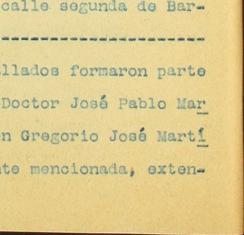 calle segunda de Bar-
llados formaron parte
Doctor José Pablo Mar
n Gregorio José Martí
te mencionada, exten-